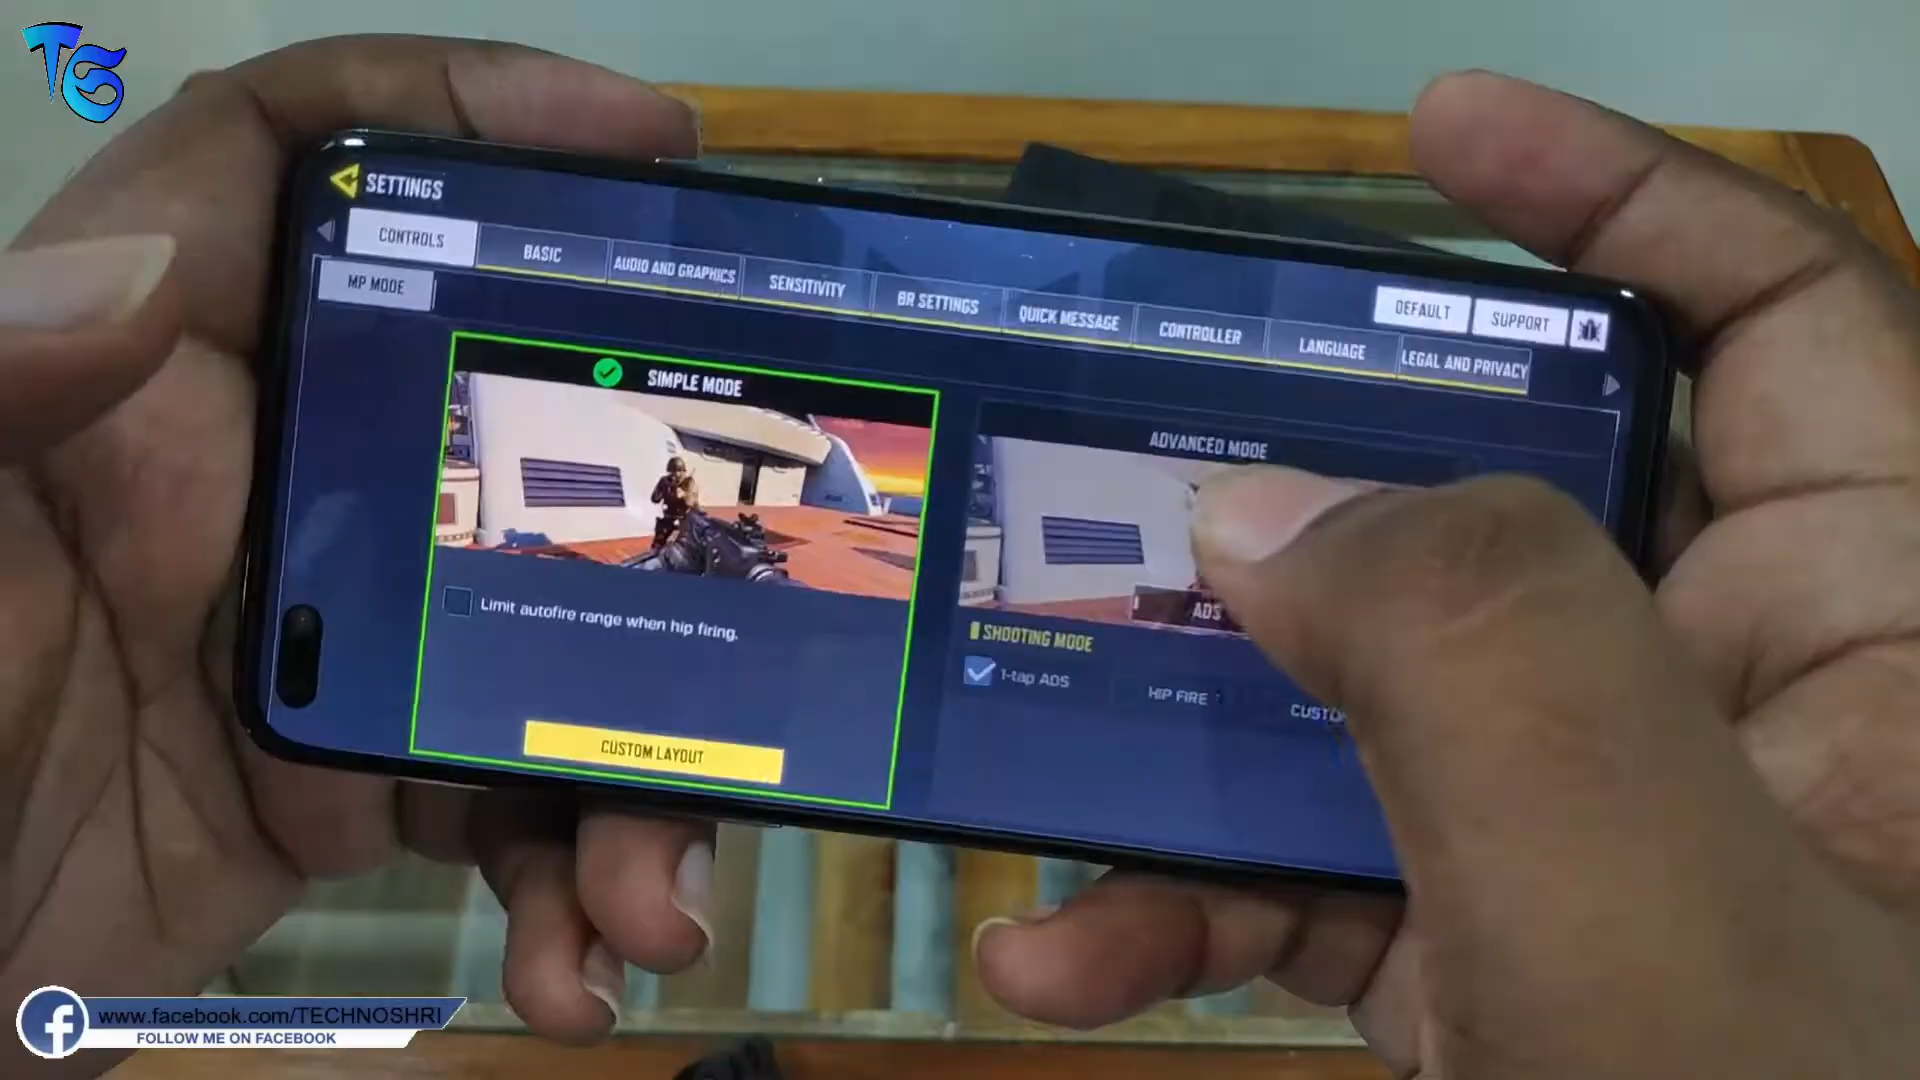 TS
SETTINGS
CONTROLS
BASIC
AUDIO AND GRAPHICS
SENSITIVITY
BR SETTINGS
QUICK MESSAGE
CONTROLLER
LANGUAGE
LEGAL AND PRIVACY
DEFAULT
SUPPORT
MP MODE
SIMPLE MODE
Limit autofire range when hip firing.
CUSTOM LAYOUT
ADVANCED MODE
ADS
SHOOTING MODE
1-tap ADS
HIP FIRE
www.facebook.com/TECHNOSHRI
FOLLOW ME ON FACEBOOK